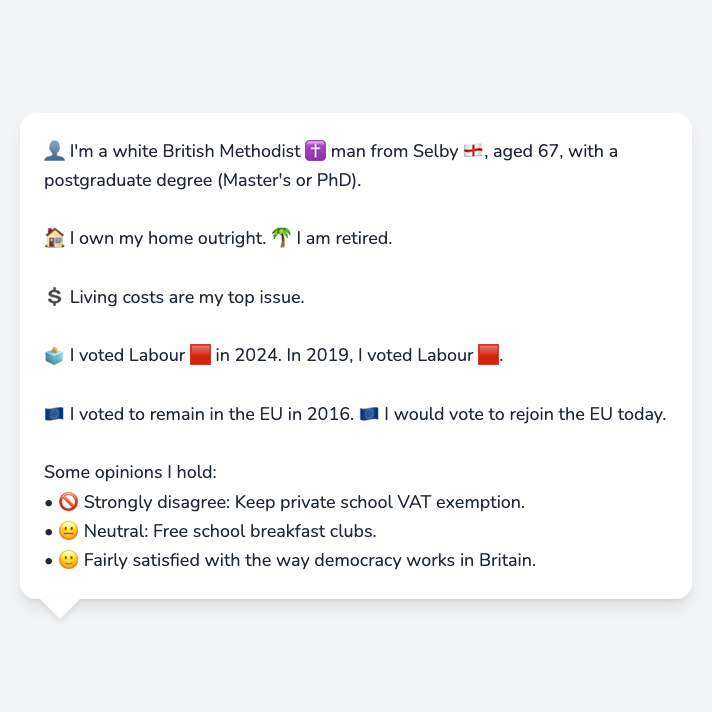 👤 I'm a white British Methodist ✝️ man from Selby 🏴󠁧󠁢󠁥󠁮󠁧󠁿, aged 67, with a
postgraduate degree (Master's or PhD).
🏠 I own my home outright. 🌴 I am retired.
💲 Living costs are my top issue.
🗳️ I voted Labour 🟥 in 2024. In 2019, I voted Labour 🟥.
🇪🇺 I voted to remain in the EU in 2016. 🇪🇺 I would vote to rejoin the EU today.
Some opinions I hold:
• 🚫 Strongly disagree: Keep private school VAT exemption.
• 😐 Neutral: Free school breakfast clubs.
• 🙂 Fairly satisfied with the way democracy works in Britain.